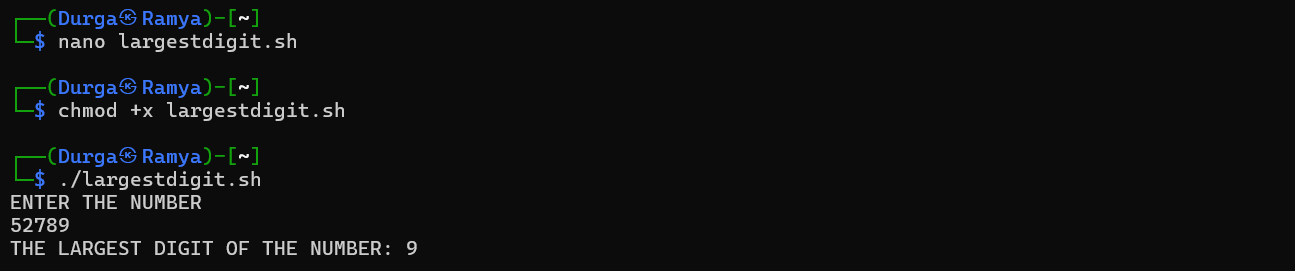 ┌──(Durga㉿Ramya)-[~]
└─$ nano largestdigit.sh
┌──(Durga㉿Ramya)-[~]
└─$ chmod +x largestdigit.sh
┌──(Durga㉿Ramya)-[~]
└─$ ./largestdigit.sh
ENTER THE NUMBER
52789
THE LARGEST DIGIT OF THE NUMBER: 9